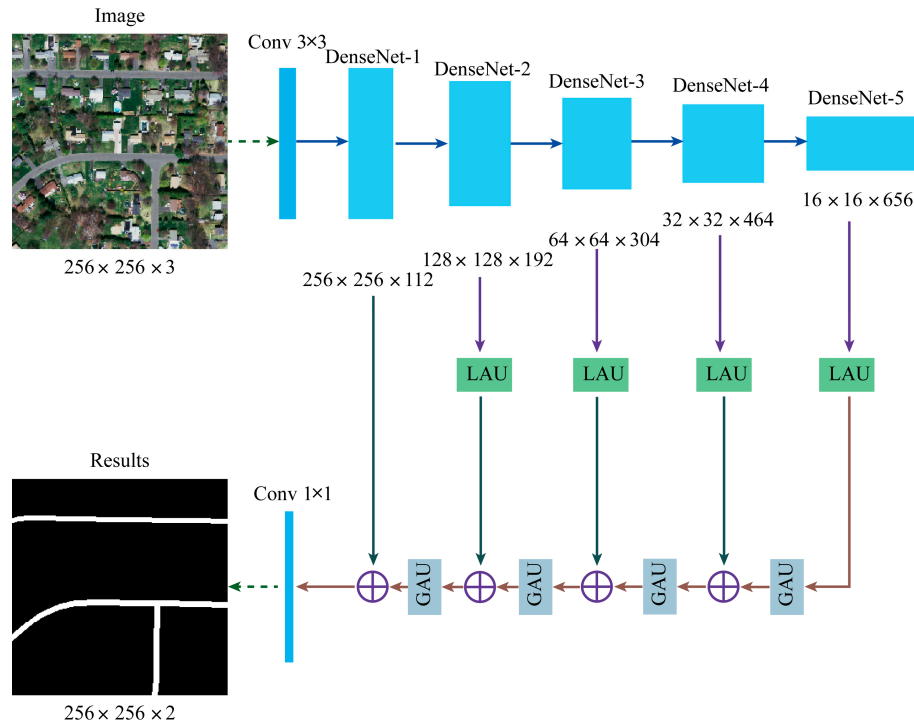 Image
Conv 3×3
DenseNet-1
DenseNet-2
DenseNet-3
DenseNet-4
DenseNet-5
256 × 256 × 3
256 × 256 × 112
128 × 128 × 192
64 × 64 × 304
32 × 32 × 464
16 × 16 × 656
LAU
LAU
LAU
LAU
Results
Conv 1×1
GAU
GAU
GAU
GAU
256 × 256 × 2